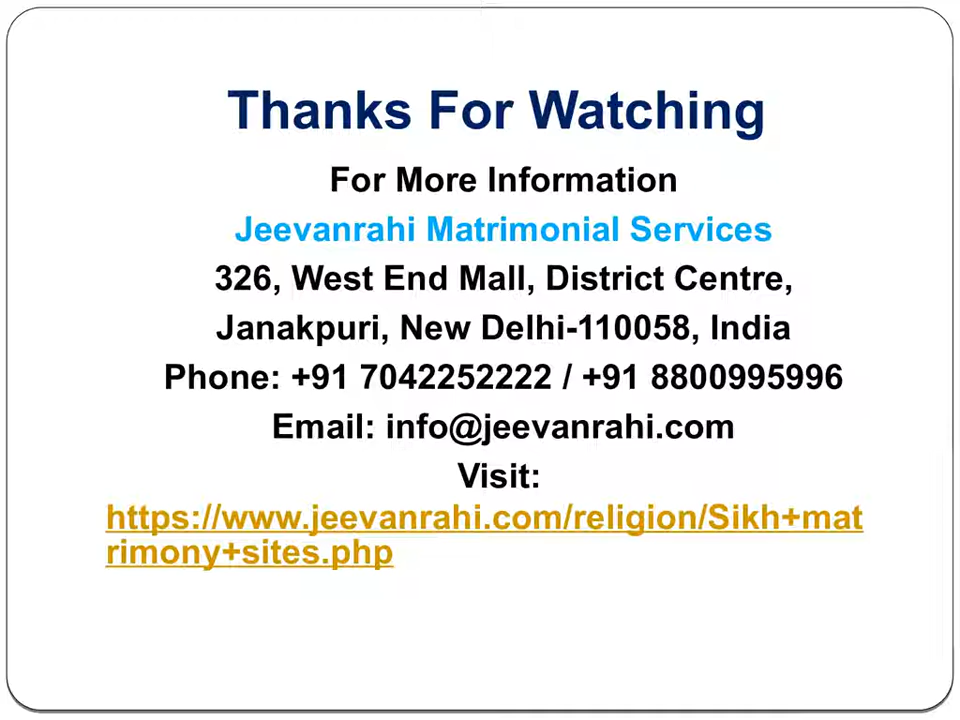 Thanks For Watching
For More Information
Jeevanrahi Matrimonial Services
326, West End Mall, District Centre,
Janakpuri, New Delhi-110058, India
Phone: +91 7042252222 / +91 8800995996
Email: info@jeevanrahi.com
Visit:
https://www.jeevanrahi.com/religion/Sikh+mat
rimony+sites.php